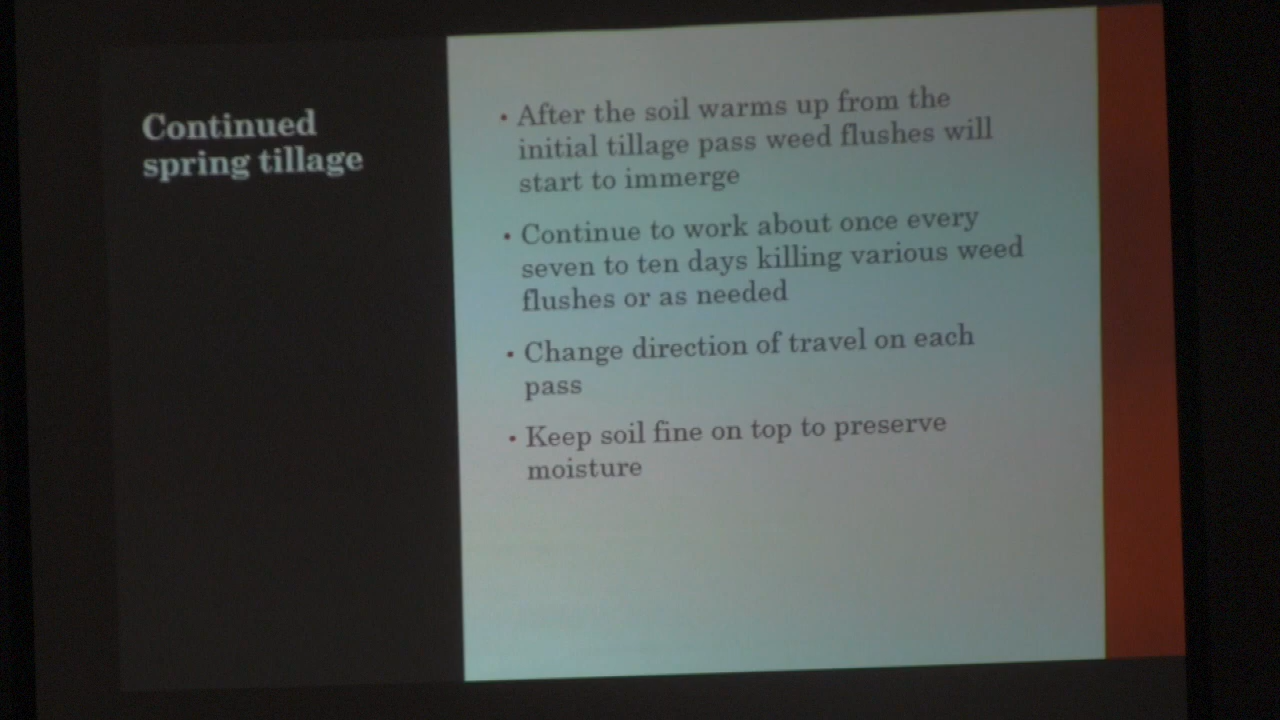 Continued
spring tillage
• After the soil warms up from the
initial tillage pass weed flushes will
start to immerge
• Continue to work about once every
seven to ten days killing various weed
flushes or as needed
• Change direction of travel on each
pass
• Keep soil fine on top to preserve
moisture